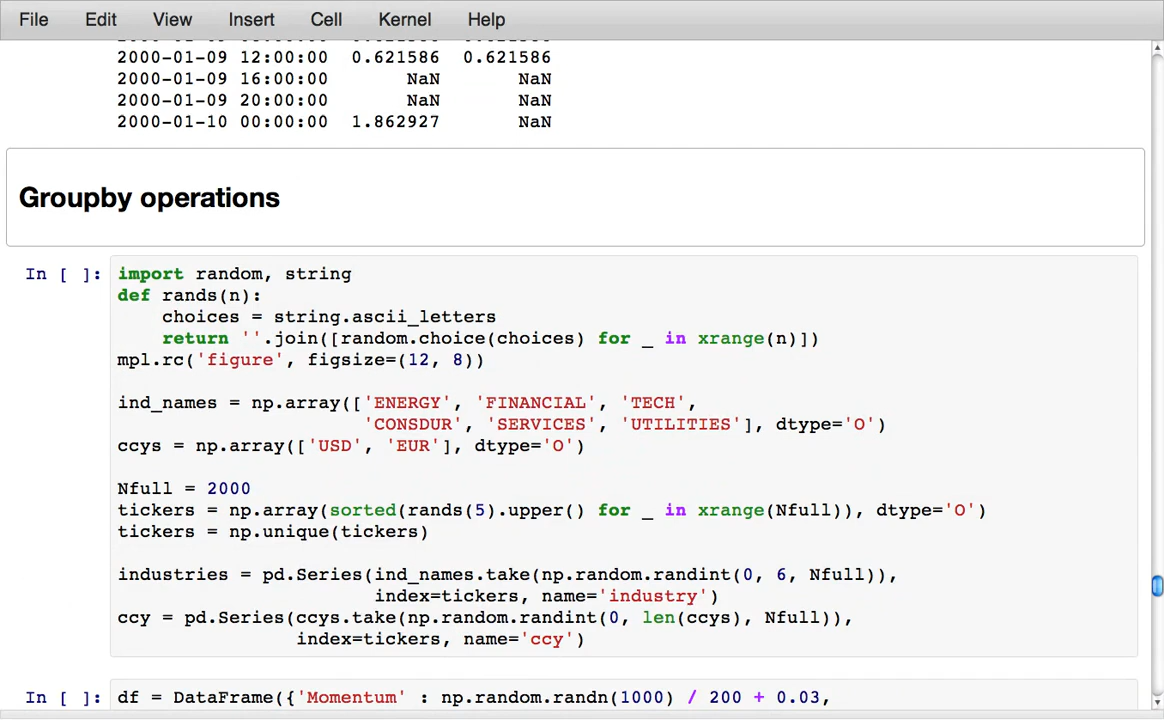 File Edit View Insert Cell Kernel Help
2000-01-09 12:00:00 0.621586 0.621586
2000-01-09 16:00:00 NaN NaN
2000-01-09 20:00:00 NaN NaN
2000-01-10 00:00:00 1.862927 NaN
Groupby operations
In [ ]: import random, string
def rands(n):
    choices = string.ascii_letters
    return ''.join([random.choice(choices) for _ in xrange(n)])
mpl.rc('figure', figsize=(12, 8))
ind_names = np.array(['ENERGY', 'FINANCIAL', 'TECH',
                      'CONSDUR', 'SERVICES', 'UTILITIES'], dtype='O')
ccys = np.array(['USD', 'EUR'], dtype='O')
Nfull = 2000
tickers = np.array(sorted(rands(5).upper() for _ in xrange(Nfull)), dtype='O')
tickers = np.unique(tickers)
industries = pd.Series(ind_names.take(np.random.randint(0, 6, Nfull)),
                       index=tickers, name='industry')
ccy = pd.Series(ccys.take(np.random.randint(0, len(ccys), Nfull)),
                index=tickers, name='ccy')
In [ ]: df = DataFrame({'Momentum' : np.random.randn(1000) / 200 + 0.03,